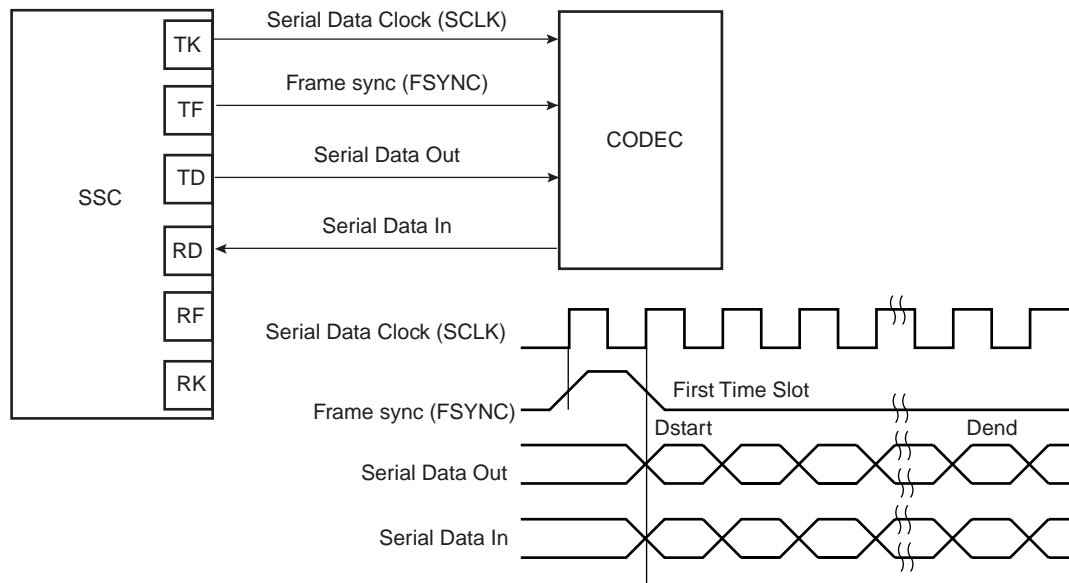 SSC
TK
TF
TD
RD
RF
RK
Serial Data Clock (SCLK)
Frame sync (FSYNC)
Serial Data Out
Serial Data In
CODEC
Serial Data Clock (SCLK)
Frame sync (FSYNC)
First Time Slot
Dstart
Dend
Serial Data Out
Serial Data In